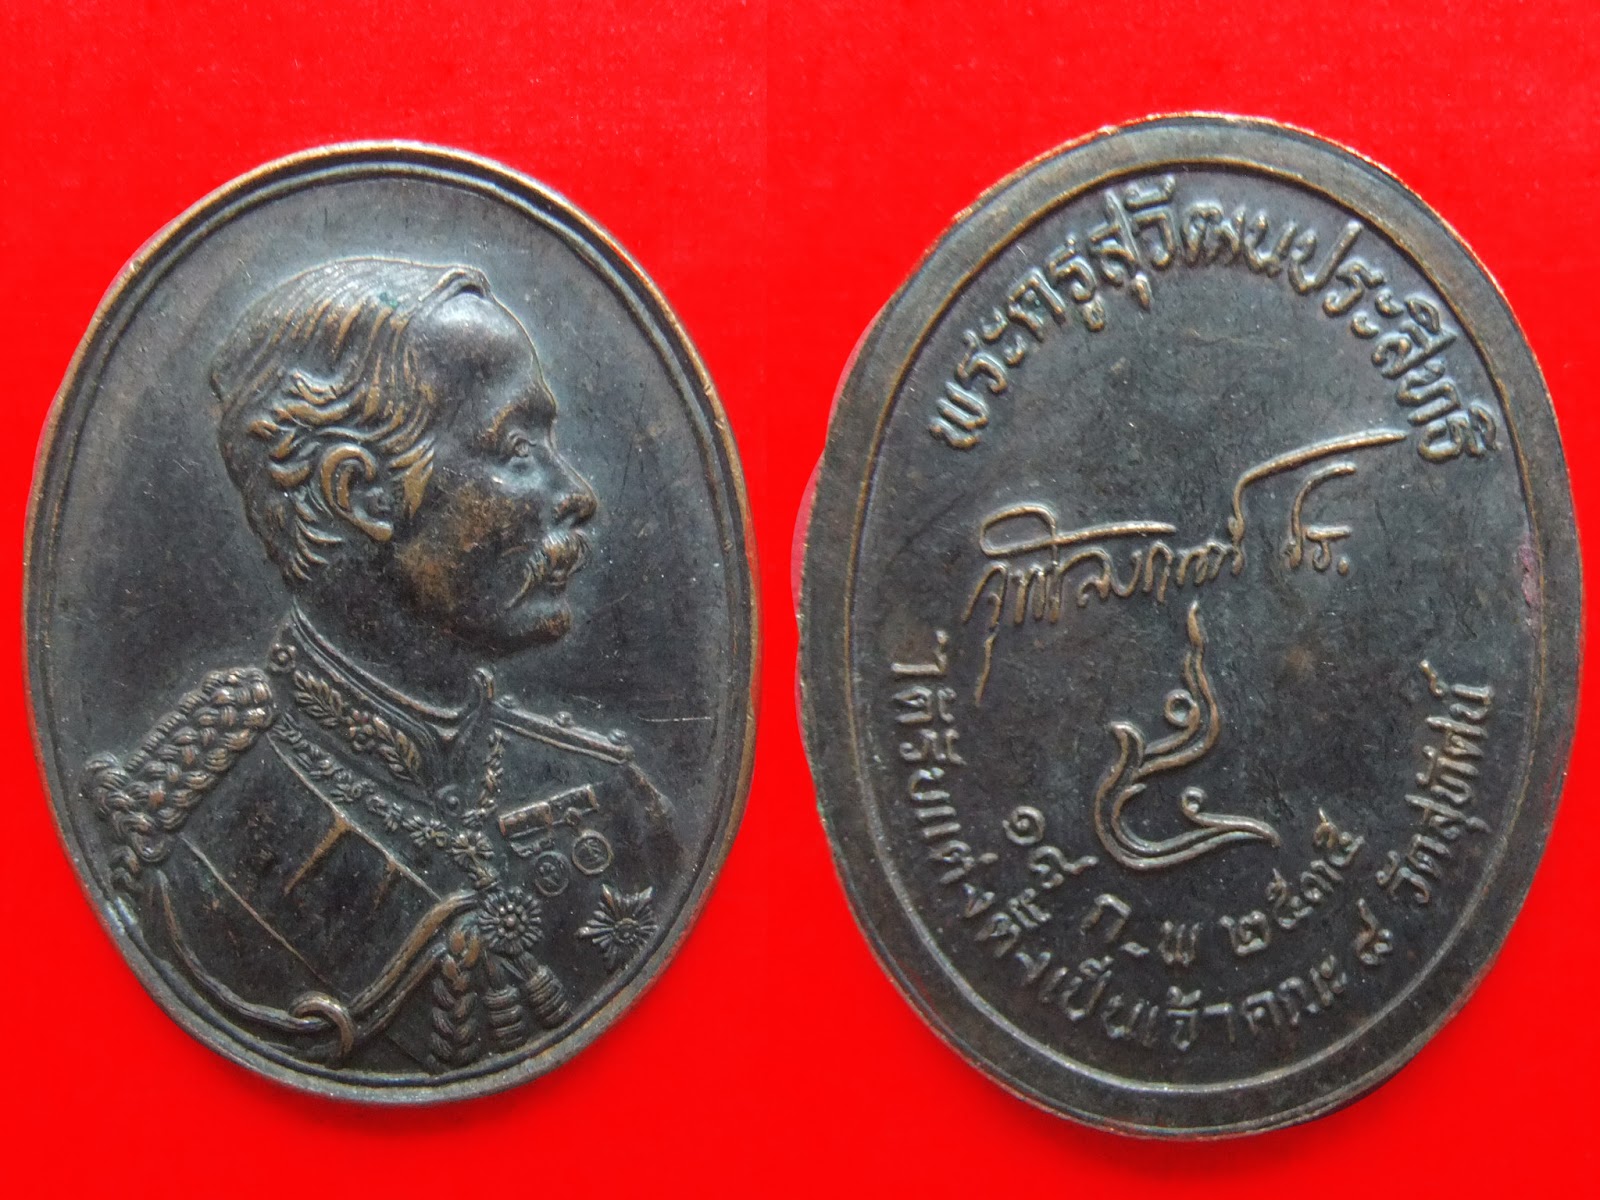 พระครูสุวัฒนประสิทธิ์
จุฬาลงกรณ์ ปร.
๕
๑๙ ก.พ ๒๕๓๕
ได้รับแต่งตั้งเป็นเจ้าคณะ ๙ วัดสุทัศน์